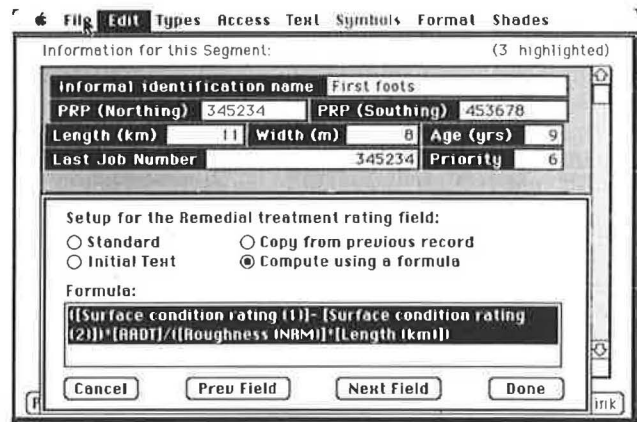 File Edit Types Access Text Symbols Format Shades
Information for this Segment: (3 highlighted)
Informal identification name First foots
PRP (Northing) 345234 PRP (Southing) 453678
Length (km) 11 Width (m) 8 Age (yrs) 9
Last Job Number 345234 Priority 6
Setup for the Remedial treatment rating field:
Standard Copy from previous record
Initial Text Compute using a formula
Formula:
([Surface condition rating (1)]- [Surface condition rating
(2)])*[AADT]/([Roughness (NRM)]*[Length (km)])
Cancel Prev Field Next Field Done